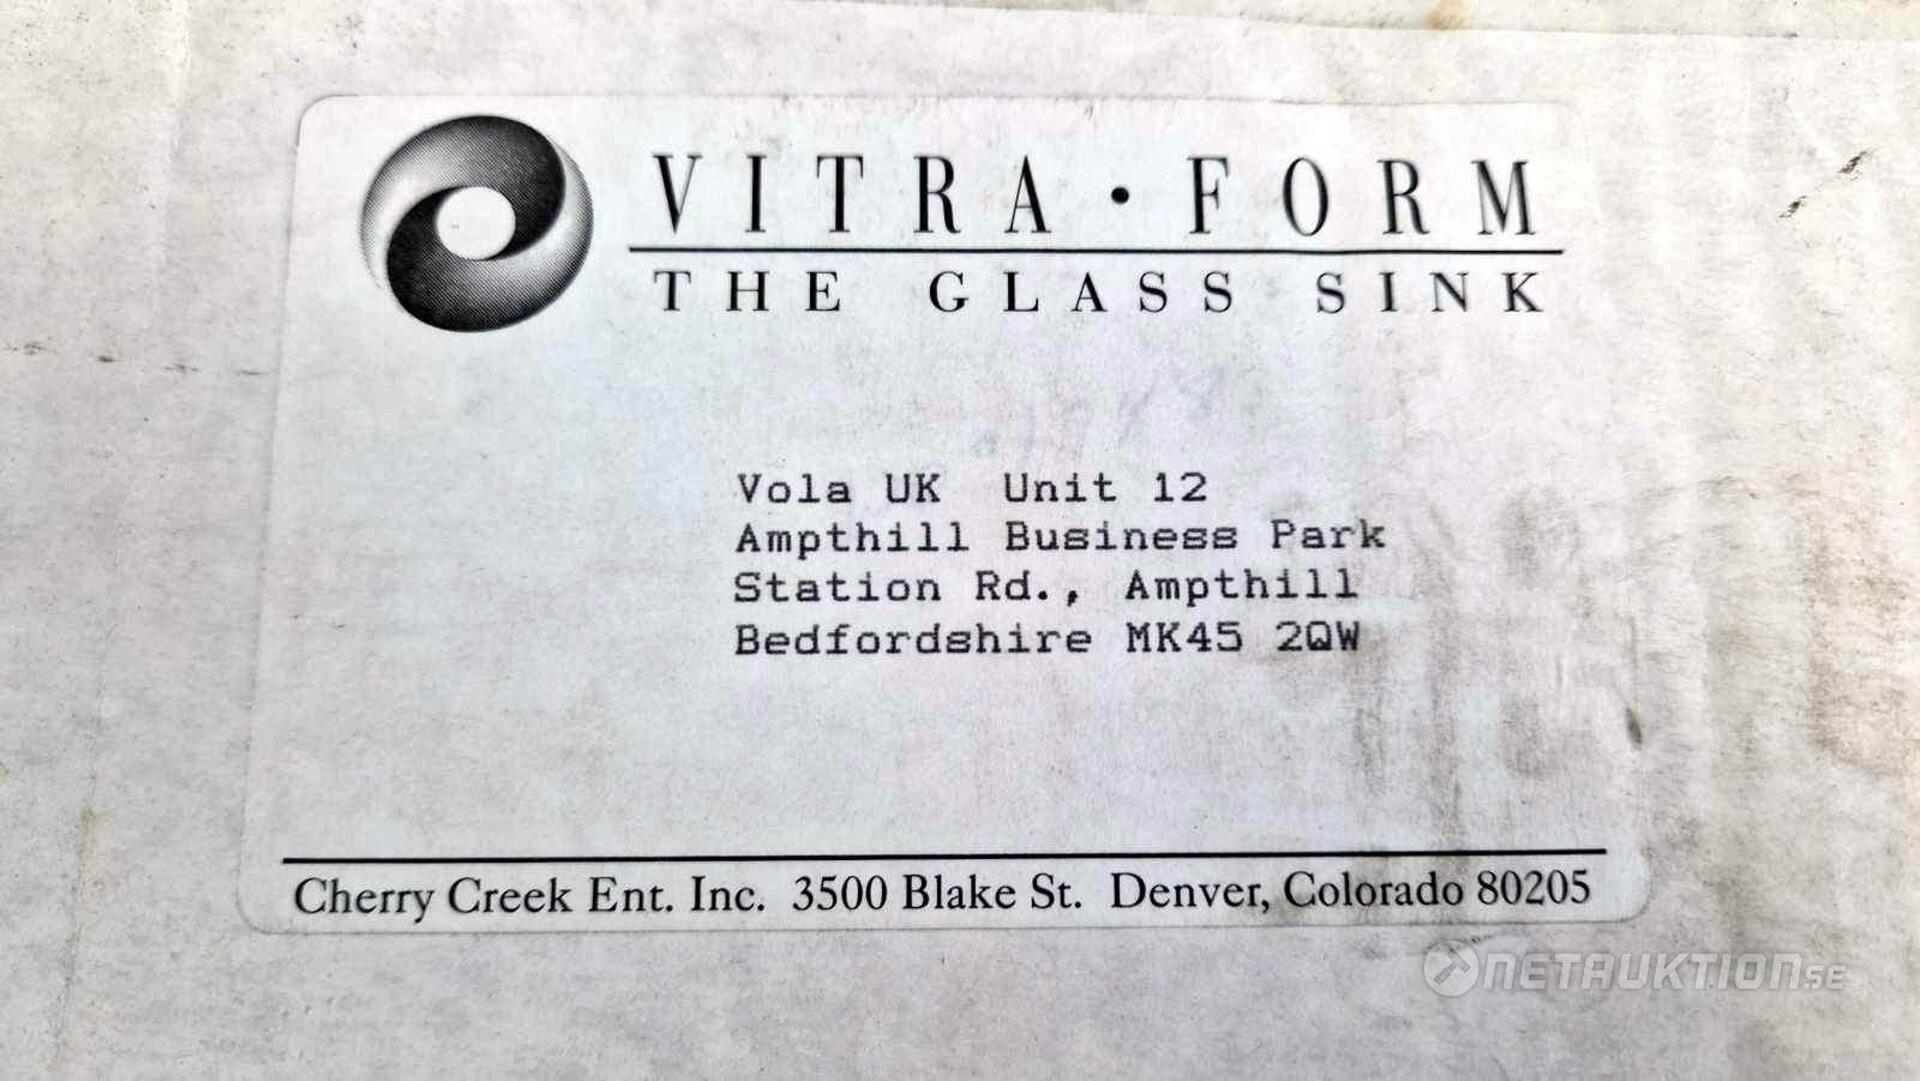 VITRA · FORM
THE GLASS SINK
Vola UK Unit 12
Ampthill Business Park
Station Rd., Ampthill
Bedfordshire MK45 2QW
Cherry Creek Ent. Inc. 3500 Blake St. Denver, Colorado 80205
NETAUKTION.SE